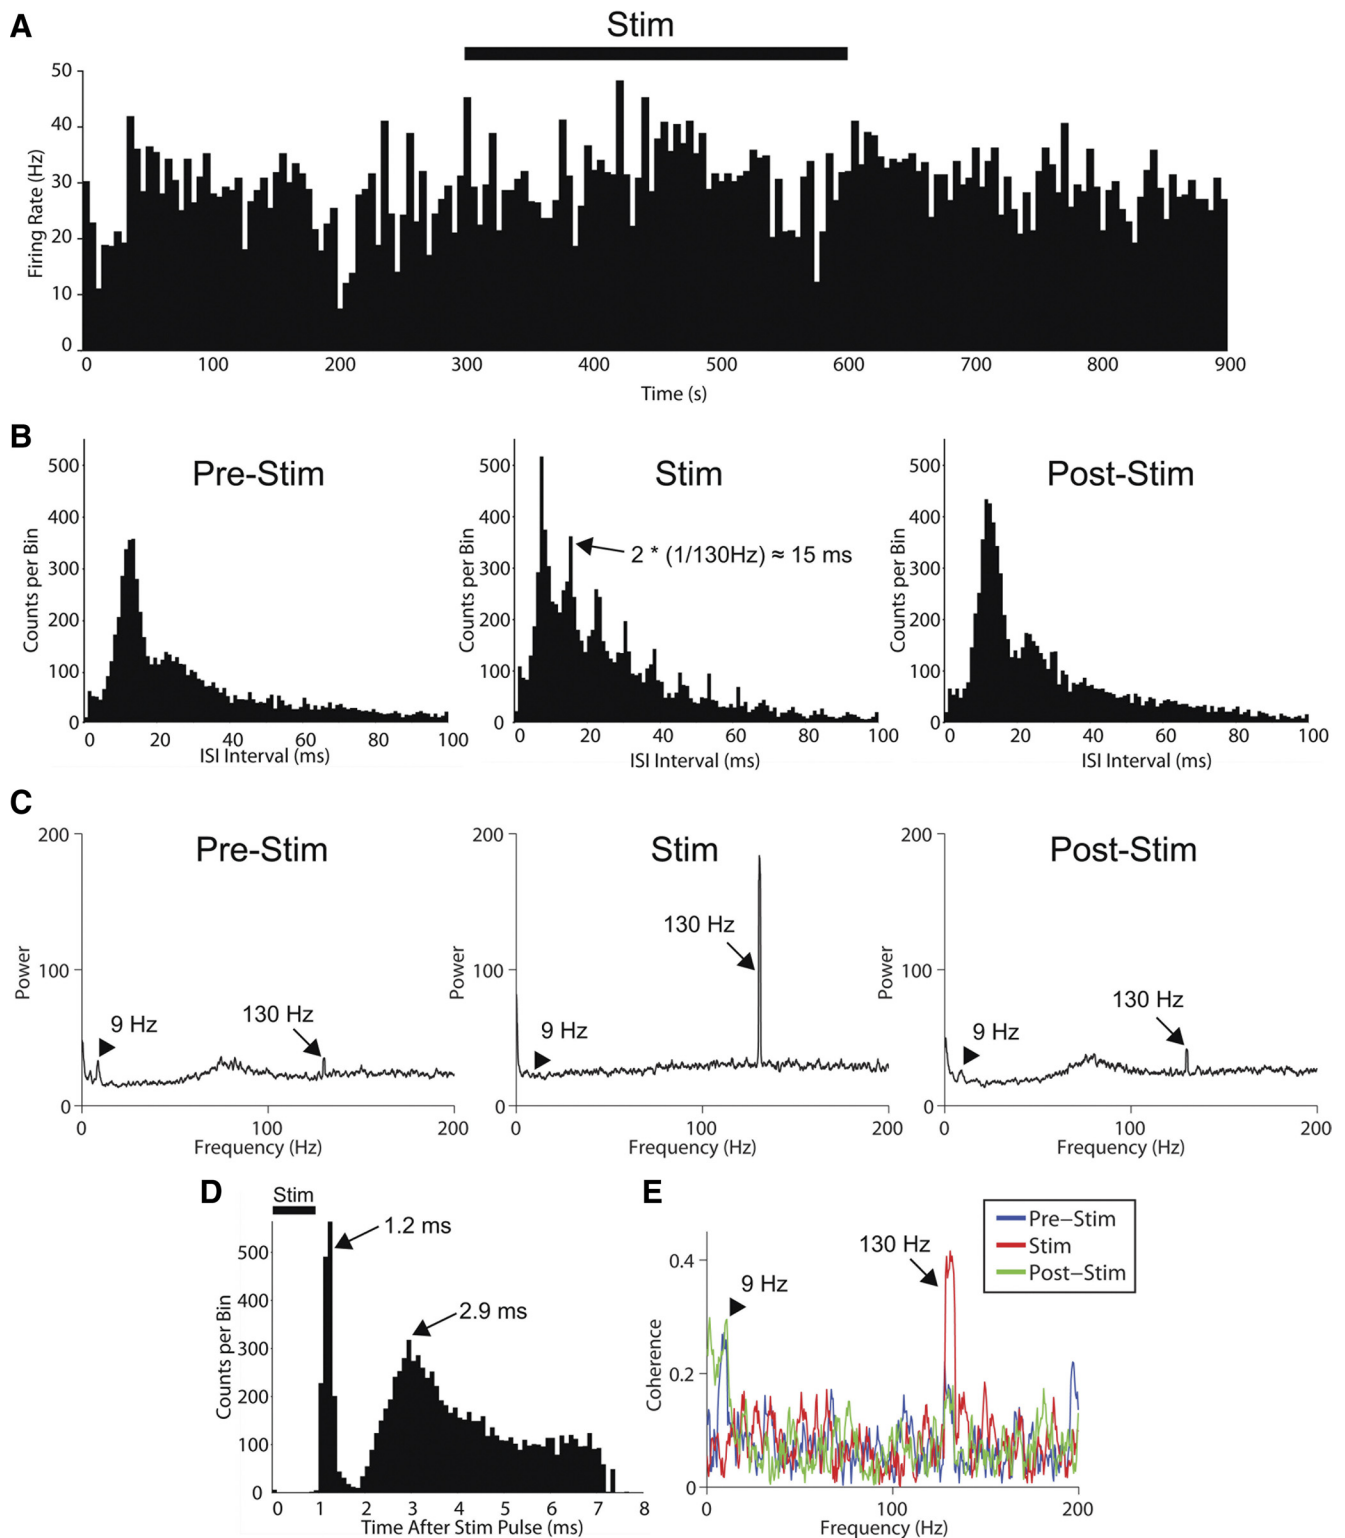 A
Stim
50
40
30
20
10
0
Firing Rate (Hz)
0 100 200 300 400 500 600 700 800 900
Time (s)
B
Pre-Stim
500
400
300
200
100
0
Counts per Bin
0 20 40 60 80 100
ISI Interval (ms)
Stim
2 * (1/130Hz) ≈ 15 ms
500
400
300
200
100
0
Counts per Bin
0 20 40 60 80 100
ISI Interval (ms)
Post-Stim
500
400
300
200
100
0
Counts per Bin
0 20 40 60 80 100
ISI Interval (ms)
C
Pre-Stim
200
100
0
Power
9 Hz
130 Hz
0 100 200
Frequency (Hz)
Stim
200
100
0
Power
130 Hz
9 Hz
0 100 200
Frequency (Hz)
Post-Stim
200
100
0
Power
130 Hz
9 Hz
0 100 200
Frequency (Hz)
D
Stim
1.2 ms
2.9 ms
500
400
300
200
100
0
Counts per Bin
0 1 2 3 4 5 6 7 8
Time After Stim Pulse (ms)
E
Pre−Stim
Stim
Post−Stim
130 Hz
9 Hz
0.4
0.2
0
Coherence
0 100 200
Frequency (Hz)